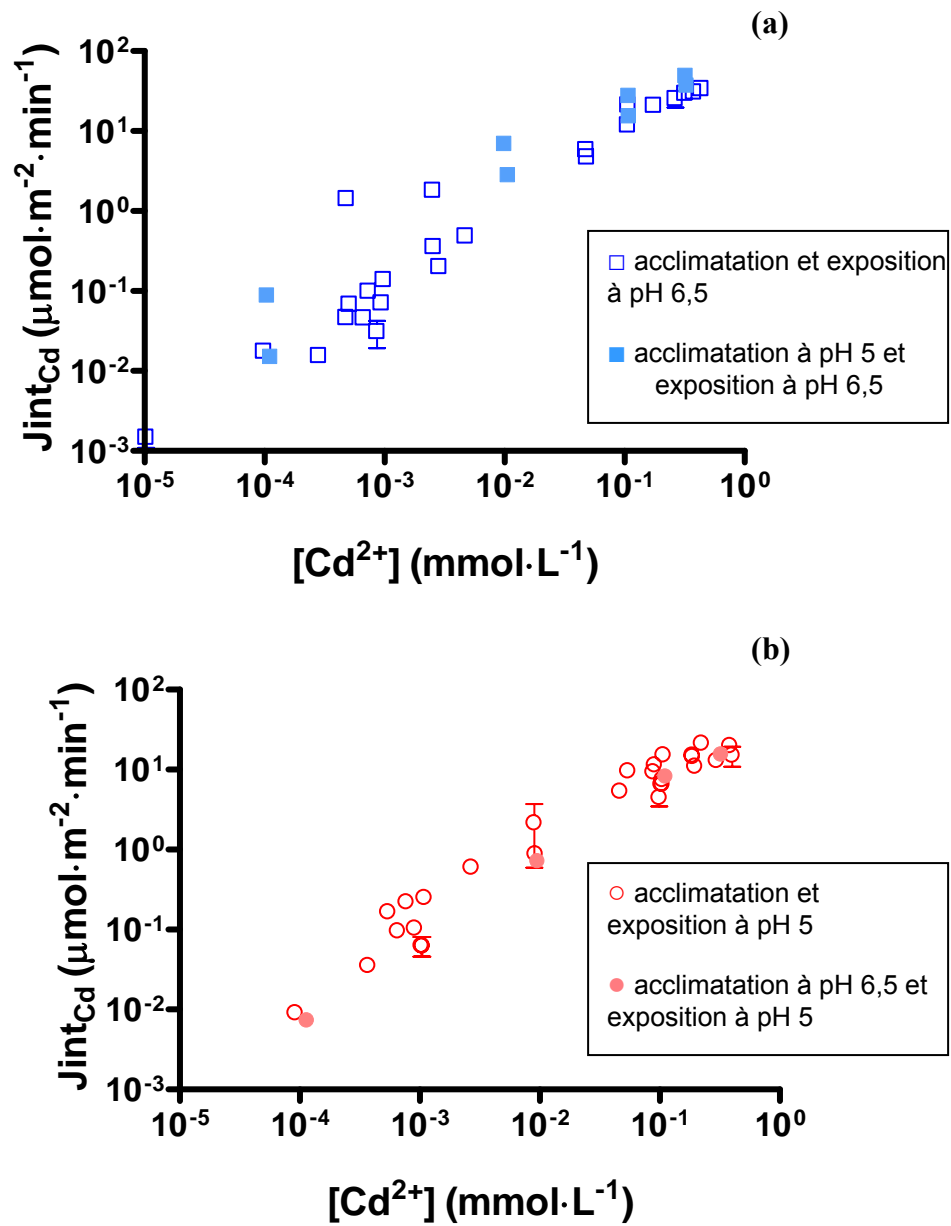 (a)
10²
10¹
10⁰
10⁻¹
10⁻²
10⁻³
Jint_Cd (µmol·m⁻²·min⁻¹)
10⁻⁵ 10⁻⁴ 10⁻³ 10⁻² 10⁻¹ 10⁰
[Cd²⁺] (mmol·L⁻¹)
acclimatation et exposition
à pH 6,5
acclimatation à pH 5 et
exposition à pH 6,5
(b)
10²
10¹
10⁰
10⁻¹
10⁻²
10⁻³
Jint_Cd (µmol·m⁻²·min⁻¹)
10⁻⁵ 10⁻⁴ 10⁻³ 10⁻² 10⁻¹ 10⁰
[Cd²⁺] (mmol·L⁻¹)
acclimatation et
exposition à pH 5
acclimatation à pH 6,5 et
exposition à pH 5